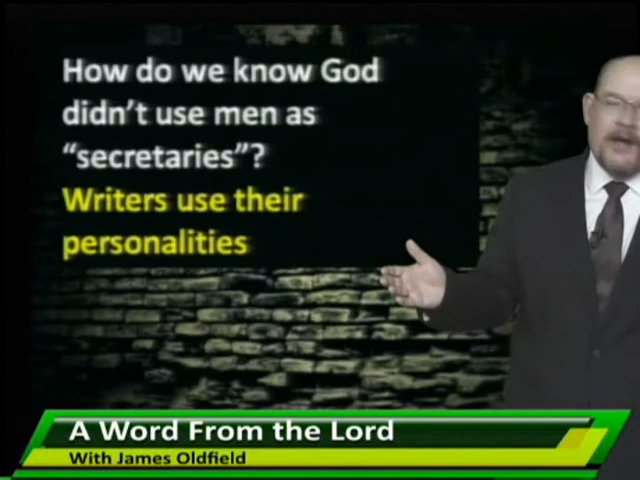 How do we know God
didn't use men as
“secretaries”?
Writers use their
personalities
A Word From the Lord
With James Oldfield